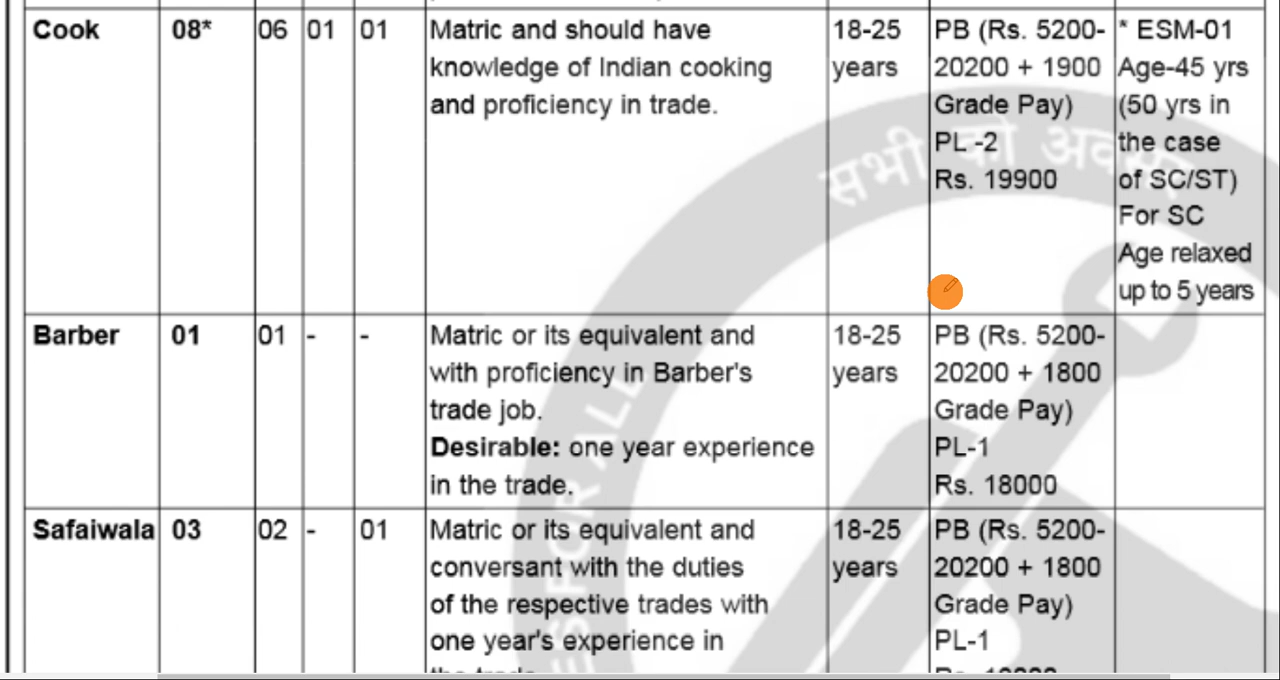 Cook 08* 06 01 01
Matric and should have
knowledge of Indian cooking
and proficiency in trade.
18-25
years
PB (Rs. 5200-
20200 + 1900
Grade Pay)
PL -2
Rs. 19900
* ESM-01
Age-45 yrs
(50 yrs in
the case
of SC/ST)
For SC
Age relaxed
up to 5 years
Barber 01 01 - -
Matric or its equivalent and
with proficiency in Barber's
trade job.
Desirable: one year experience
in the trade.
18-25
years
PB (Rs. 5200-
20200 + 1800
Grade Pay)
PL-1
Rs. 18000
Safaiwala 03 02 - 01
Matric or its equivalent and
conversant with the duties
of the respective trades with
one year's experience in
18-25
years
PB (Rs. 5200-
20200 + 1800
Grade Pay)
PL-1
सभी को